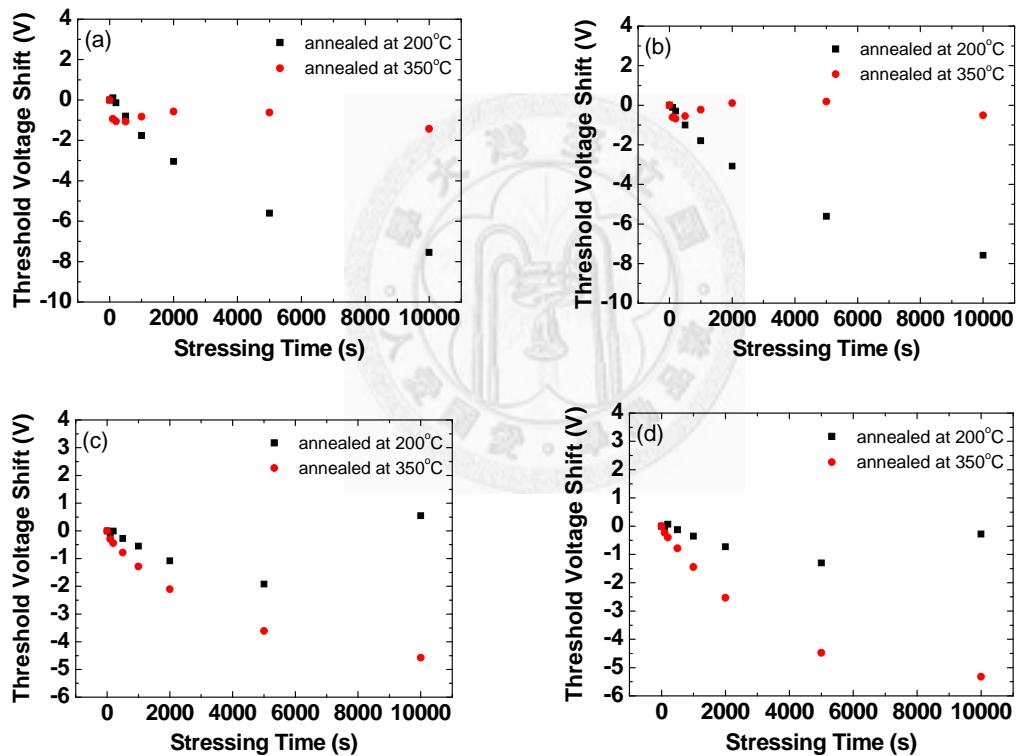 (a)
annealed at 200°C
annealed at 350°C
4
2
0
-2
-4
-6
-8
-10
Threshold Voltage Shift (V)
0 2000 4000 6000 8000 10000
Stressing Time (s)
(b)
annealed at 200°C
annealed at 350°C
4
2
0
-2
-4
-6
-8
-10
Threshold Voltage Shift (V)
0 2000 4000 6000 8000 10000
Stressing Time (s)
(c)
annealed at 200°C
annealed at 350°C
4
3
2
1
0
-1
-2
-3
-4
-5
-6
Threshold Voltage Shift (V)
0 2000 4000 6000 8000 10000
Stressing Time (s)
(d)
annealed at 200°C
annealed at 350°C
4
3
2
1
0
-1
-2
-3
-4
-5
-6
Threshold Voltage Shift (V)
0 2000 4000 6000 8000 10000
Stressing Time (s)